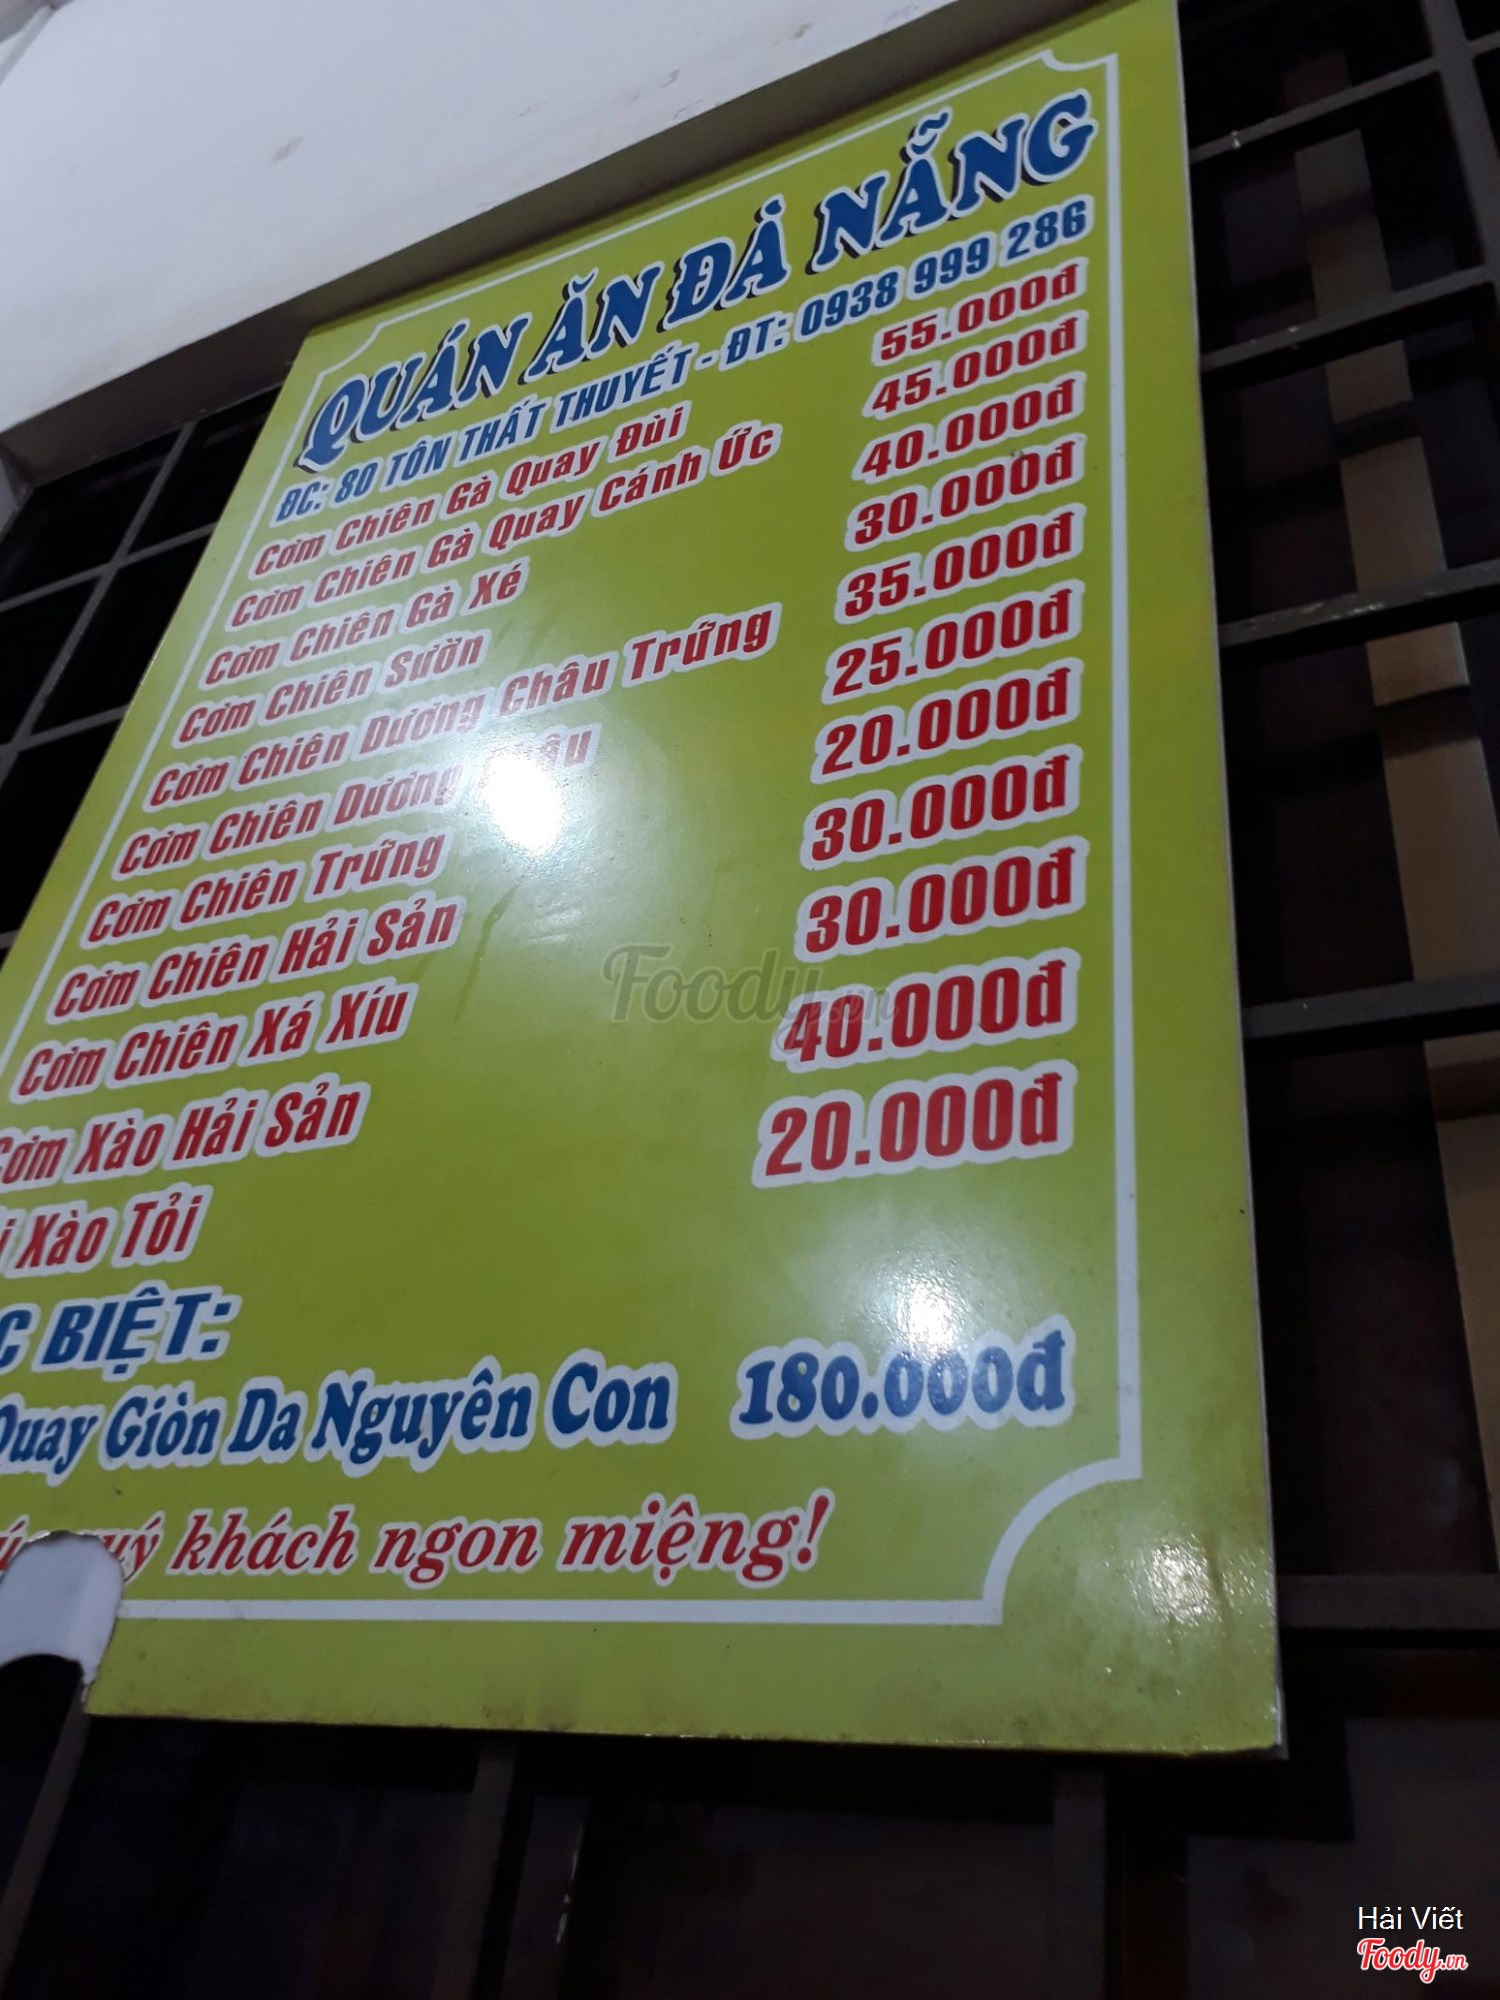 QUÁN ĂN ĐÀ NẴNG
ĐC: 80 TÔN THẤT THUYẾT - ĐT: 0938 999 286
Cơm Chiên Gà Quay Đùi 55.000đ
Cơm Chiên Gà Quay Cánh Ức 45.000đ
Cơm Chiên Gà Xé 40.000đ
Cơm Chiên Sườn 30.000đ
Cơm Chiên Dương Châu Trứng 35.000đ
Cơm Chiên Dương Châu 25.000đ
Cơm Chiên Trứng 20.000đ
Cơm Chiên Hải Sản 30.000đ
Cơm Chiên Xá Xíu 30.000đ
Cơm Xào Hải Sản 40.000đ
Xào Tỏi 20.000đ
BIỆT:
Quay Giòn Da Nguyên Con 180.000đ
quý khách ngon miệng!
Foody.vn
Hải Viết
Foody.vn